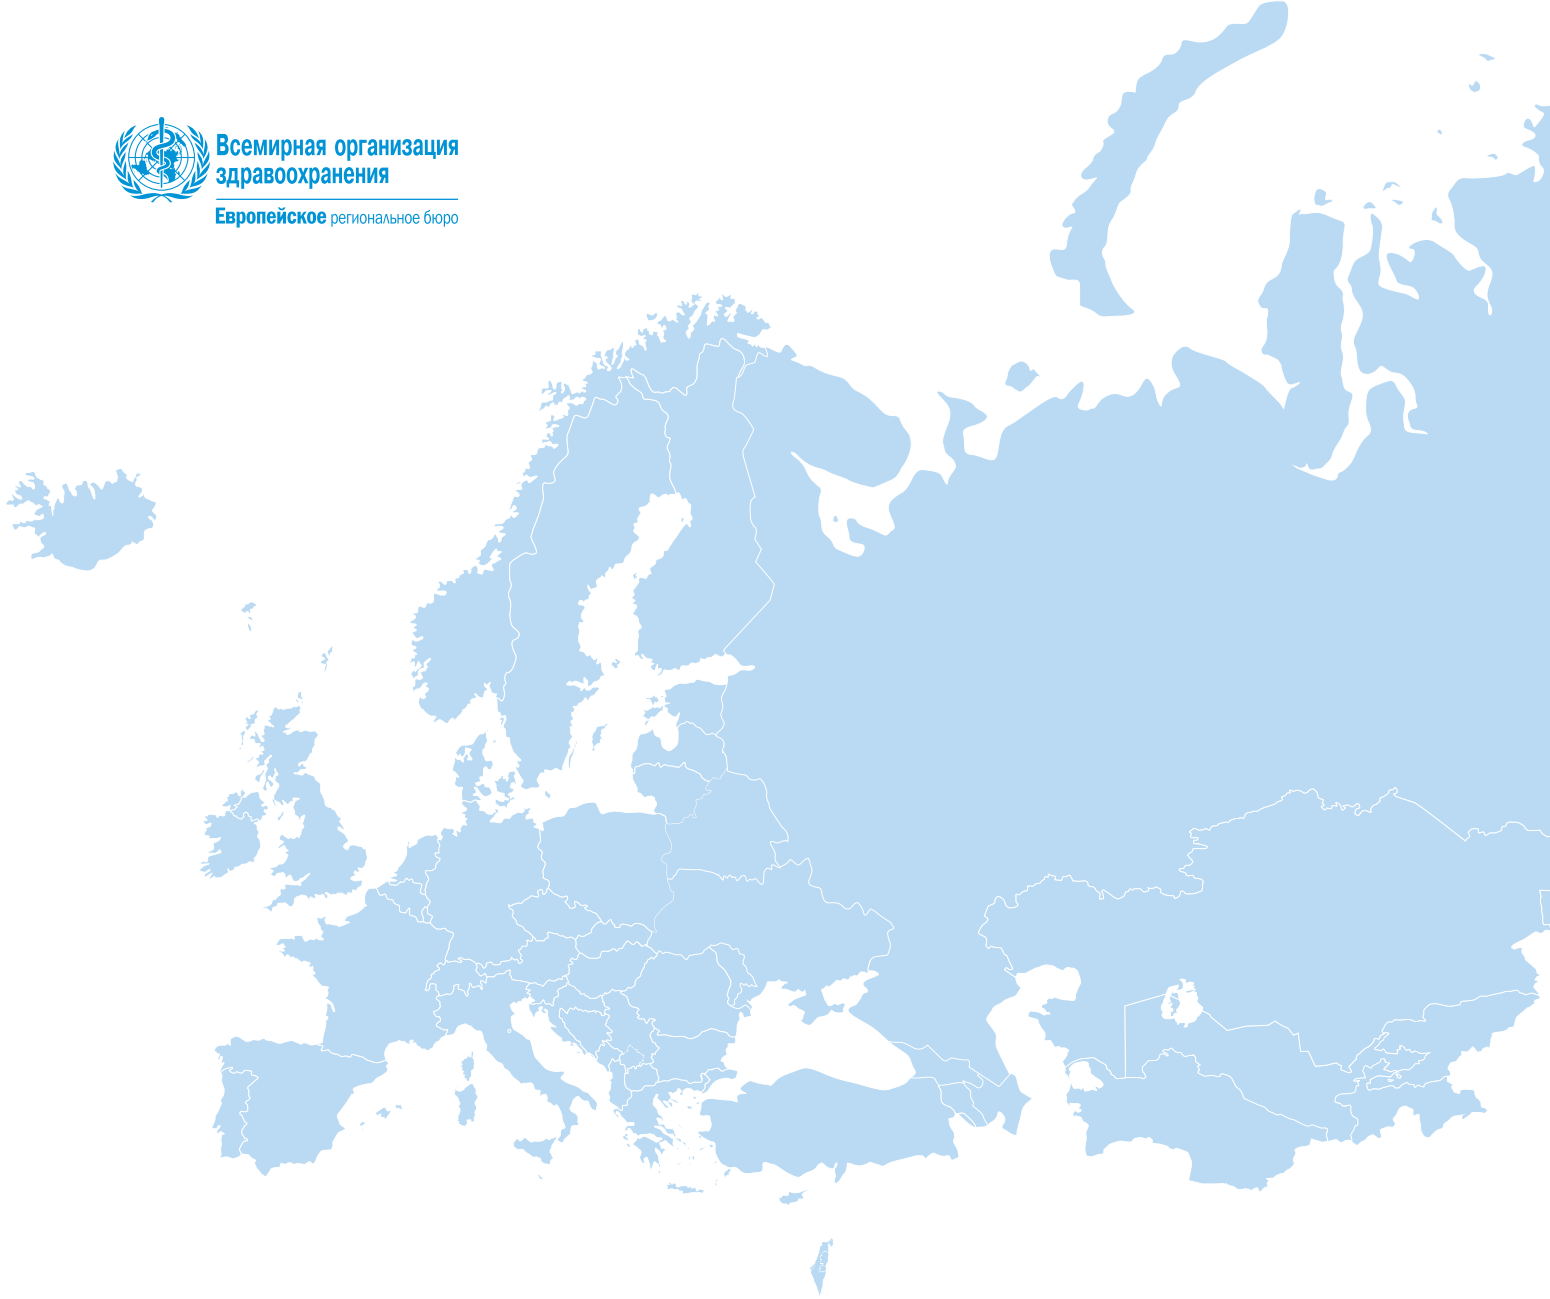 Всемирная организация
здравоохранения
Европейское региональное бюро